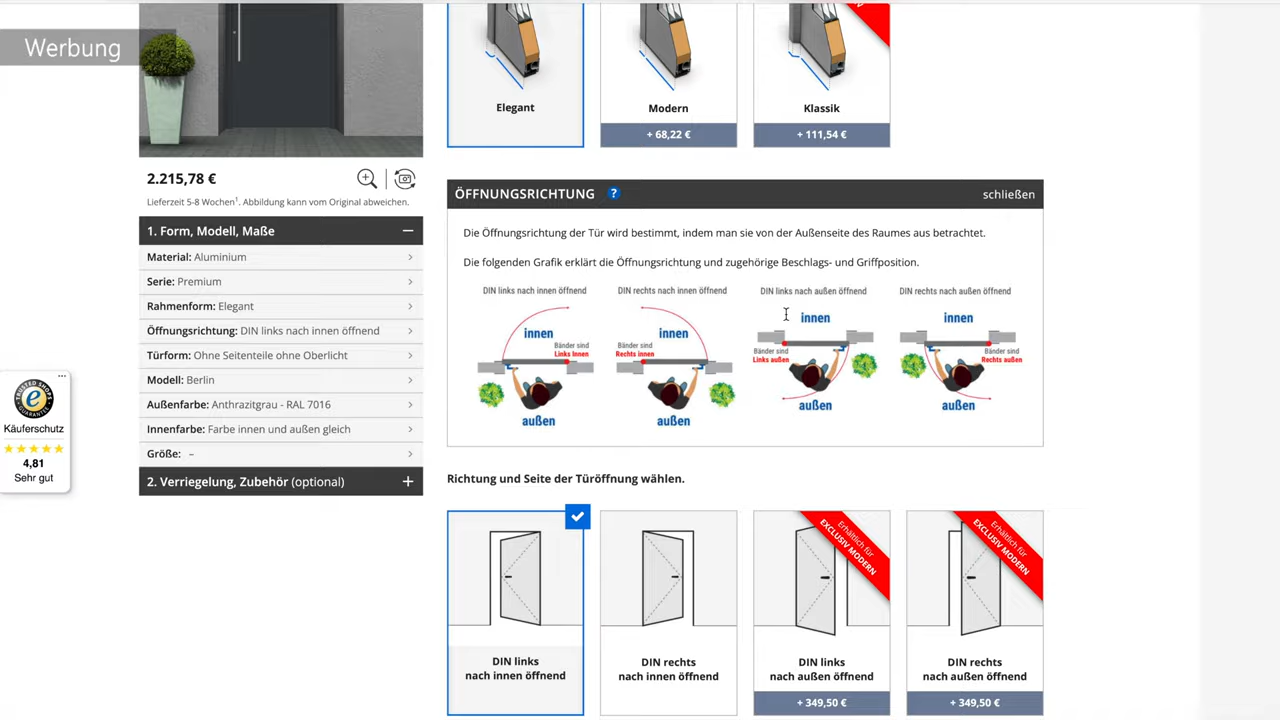 Werbung
Elegant
Modern
Klassik
+ 68,22 €
+ 111,54 €
2.215,78 €
Lieferzeit 5-8 Wochen¹. Abbildung kann vom Original abweichen.
1. Form, Modell, Maße
Material: Aluminium
Serie: Premium
Rahmenform: Elegant
Öffnungsrichtung: DIN links nach innen öffnend
Türform: Ohne Seitenteile ohne Oberlicht
Modell: Berlin
Außenfarbe: Anthrazitgrau - RAL 7016
Innenfarbe: Farbe innen und außen gleich
Größe: –
2. Verriegelung, Zubehör (optional)
TRUSTED SHOPS
GUARANTEE
Käuferschutz
4,81
Sehr gut
ÖFFNUNGSRICHTUNG ?
schließen
Die Öffnungsrichtung der Tür wird bestimmt, indem man sie von der Außenseite des Raumes aus betrachtet.
Die folgenden Grafik erklärt die Öffnungsrichtung und zugehörige Beschlags- und Griffposition.
DIN links nach innen öffnend
innen
Bänder sind
Links Innen
außen
DIN rechts nach innen öffnend
innen
Bänder sind
Rechts innen
außen
DIN links nach außen öffnend
innen
Bänder sind
Links außen
außen
DIN rechts nach außen öffnend
innen
Bänder sind
Rechts außen
außen
Richtung und Seite der Türöffnung wählen.
DIN links
nach innen öffnend
DIN rechts
nach innen öffnend
Erhältlich für
EXCLUSIV MODERN
DIN links
nach außen öffnend
+ 349,50 €
Erhältlich für
EXCLUSIV MODERN
DIN rechts
nach außen öffnend
+ 349,50 €